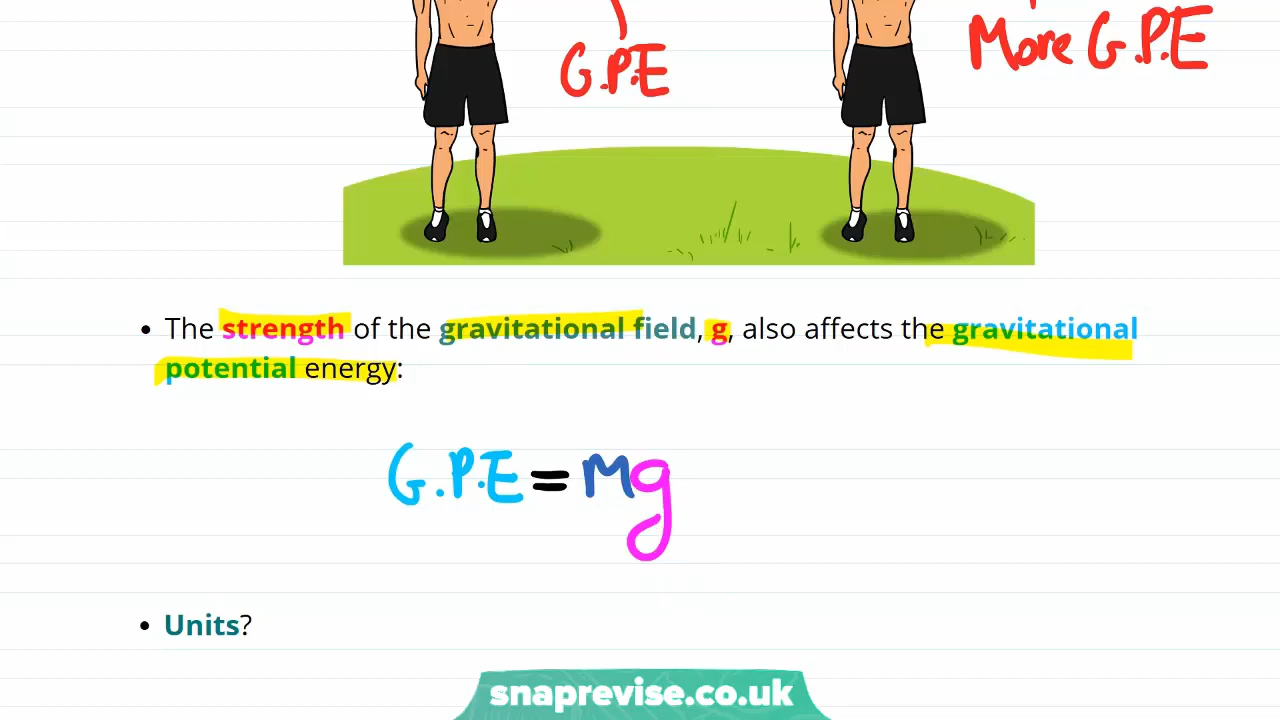 G.P.E
More G.P.E
• The strength of the gravitational field, g, also affects the gravitational
potential energy:
G.P.E = mg
• Units?
snaprevise.co.uk